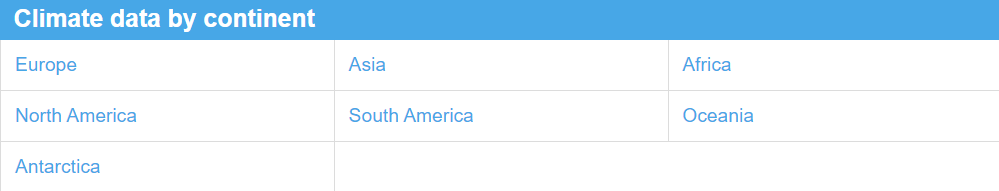 Climate data by continent
Europe
Asia
Africa
North America
South America
Oceania
Antarctica